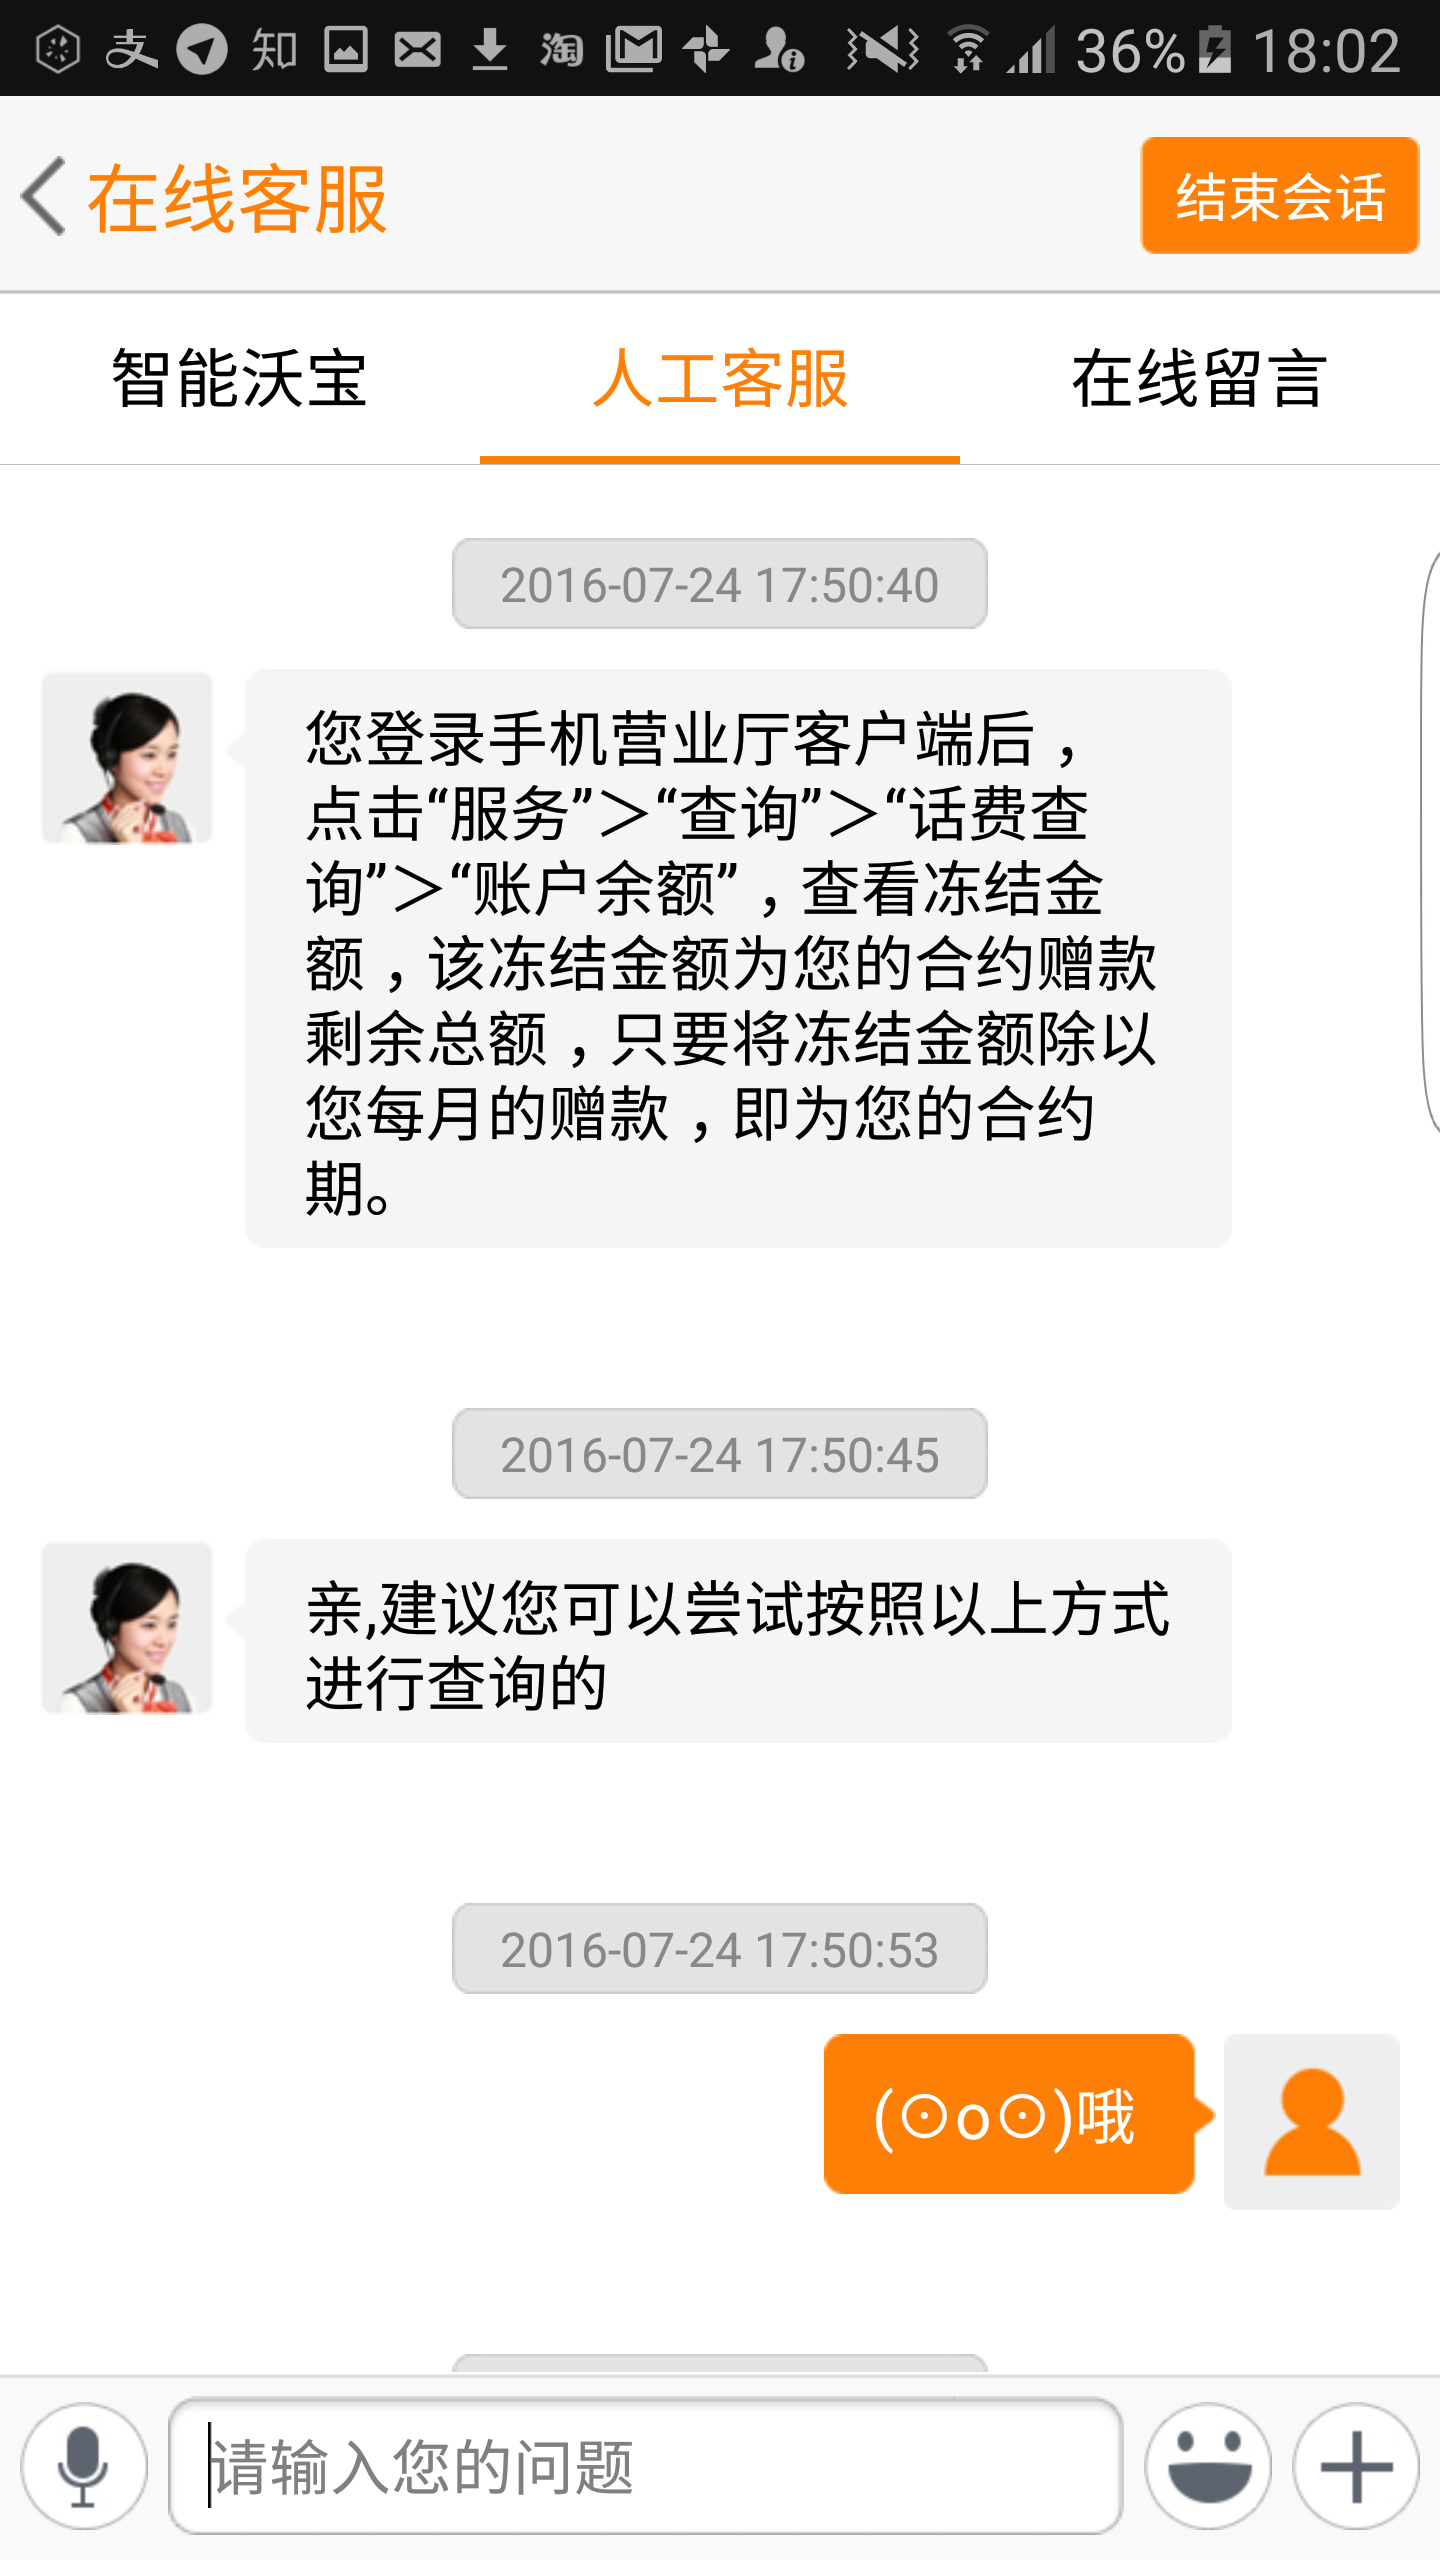 支 知 淘 36% 18:02
在线客服 结束会话
智能沃宝 人工客服 在线留言
2016-07-24 17:50:40
您登录手机营业厅客户端后，
点击“服务”＞“查询”＞“话费查
询”＞“账户余额”，查看冻结金
额，该冻结金额为您的合约赠款
剩余总额，只要将冻结金额除以
您每月的赠款，即为您的合约
期。
2016-07-24 17:50:45
亲,建议您可以尝试按照以上方式
进行查询的
2016-07-24 17:50:53
(⊙o⊙)哦
请输入您的问题